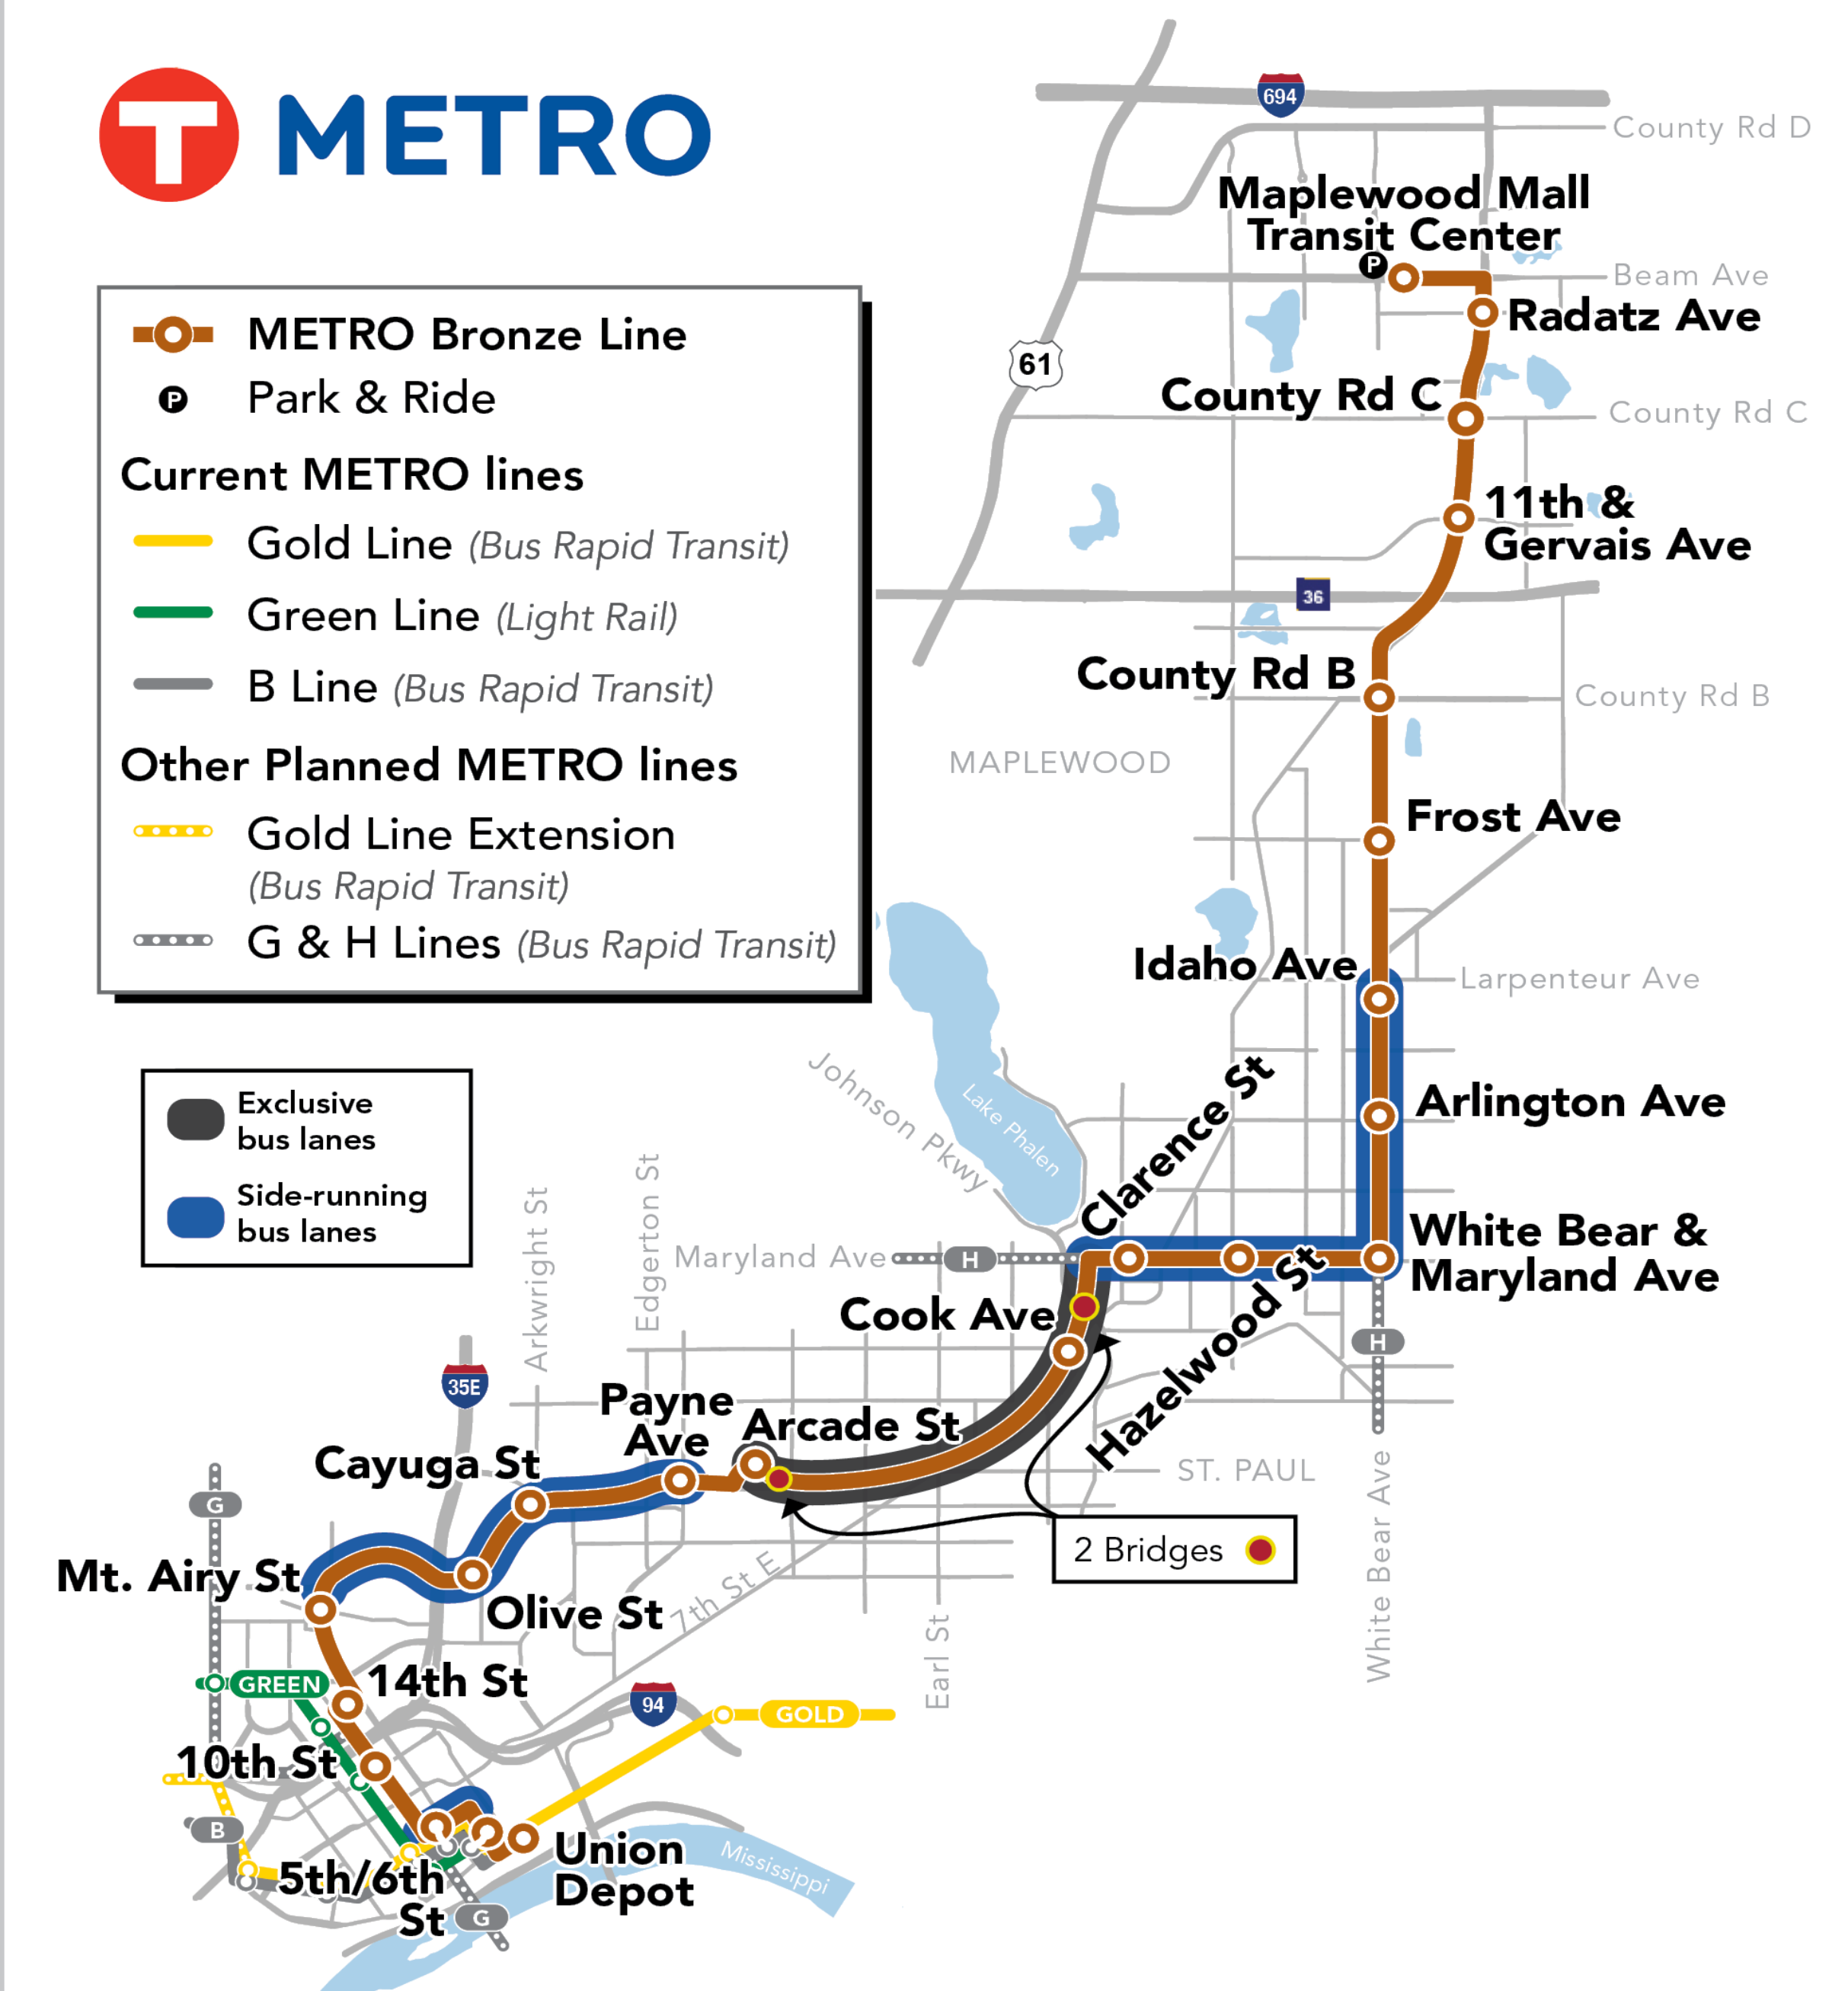 T METRO
METRO Bronze Line
P Park & Ride
Current METRO lines
Gold Line (Bus Rapid Transit)
Green Line (Light Rail)
B Line (Bus Rapid Transit)
Other Planned METRO lines
Gold Line Extension
(Bus Rapid Transit)
G & H Lines (Bus Rapid Transit)
Exclusive
bus lanes
Side-running
bus lanes
694
County Rd D
Maplewood Mall
Transit Center
P
Beam Ave
Radatz Ave
61
County Rd C
County Rd C
11th &
Gervais Ave
36
County Rd B
County Rd B
MAPLEWOOD
Frost Ave
Idaho Ave
Larpenteur Ave
Johnson Pkwy
Lake Phalen
Clarence St
Arlington Ave
White Bear &
Maryland Ave
Maryland Ave
H
Hazelwood St
Cook Ave
H
Arkwright St
Edgerton St
35E
Payne
Ave
Arcade St
Cayuga St
ST. PAUL
White Bear Ave
G
2 Bridges
Mt. Airy St
Olive St
7th St E
Earl St
GREEN
14th St
94
GOLD
10th St
B
Union
Depot
Mississippi
5th/6th
St
G